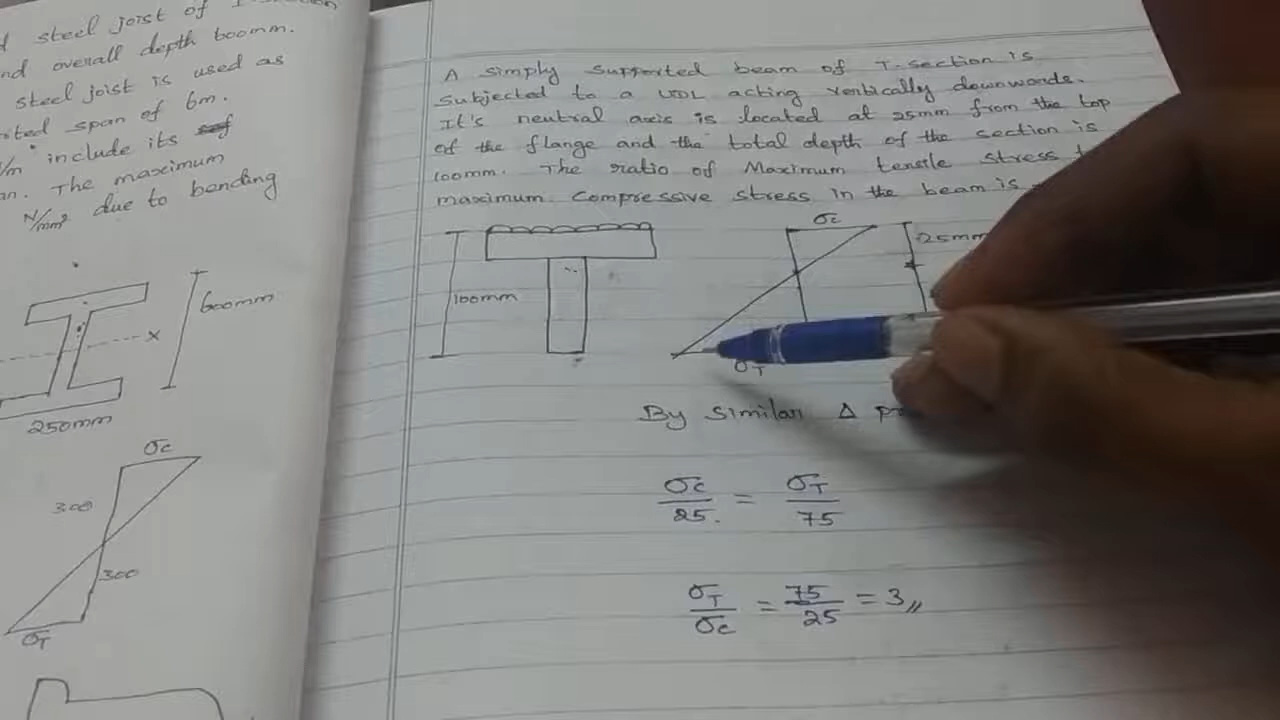 steel joist of I-section
nd overall depth 600mm.
steel joist is used as
rted span of 6m.
/m include its
an. The maximum
N/mm² due to bending
600mm
x
250mm
σc
300
300
σT
A simply supported beam of T-section is
subjected to a UDL acting vertically downwards.
It's neutral axis is located at 25mm from the top
of the flange and the total depth of the section is
100mm. The ratio of Maximum tensile stress
maximum compressive stress in the beam is
100mm
σc
25mm
σT
By similar Δ
σc/25. = σT/75
σT/σc = 75/25 = 3,,